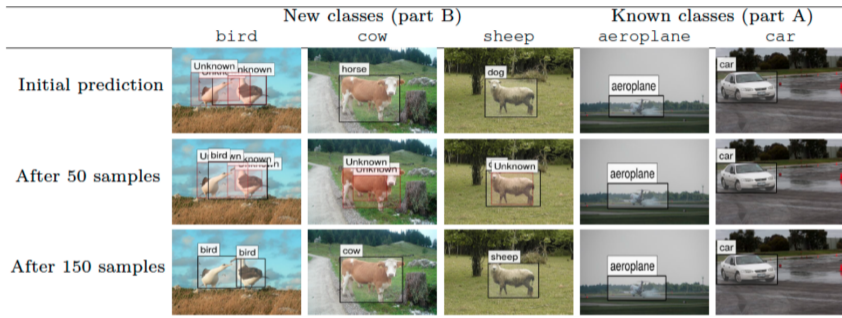 New classes (part B) Known classes (part A)
bird cow sheep aeroplane car
Initial prediction
Unknown
horse
dog
aeroplane
car
After 50 samples
bird
Unknown
Unknown
Unknown
aeroplane
car
After 150 samples
bird
bird
cow
sheep
aeroplane
car